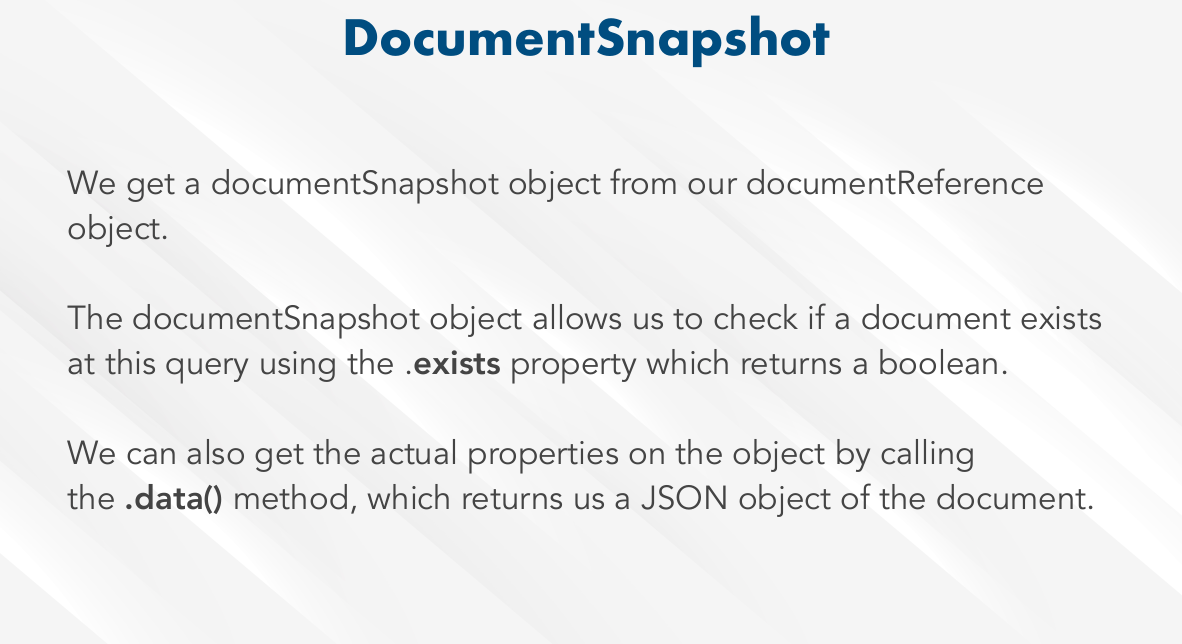 DocumentSnapshot
We get a documentSnapshot object from our documentReference
object.
The documentSnapshot object allows us to check if a document exists
at this query using the .exists property which returns a boolean.
We can also get the actual properties on the object by calling
the .data() method, which returns us a JSON object of the document.